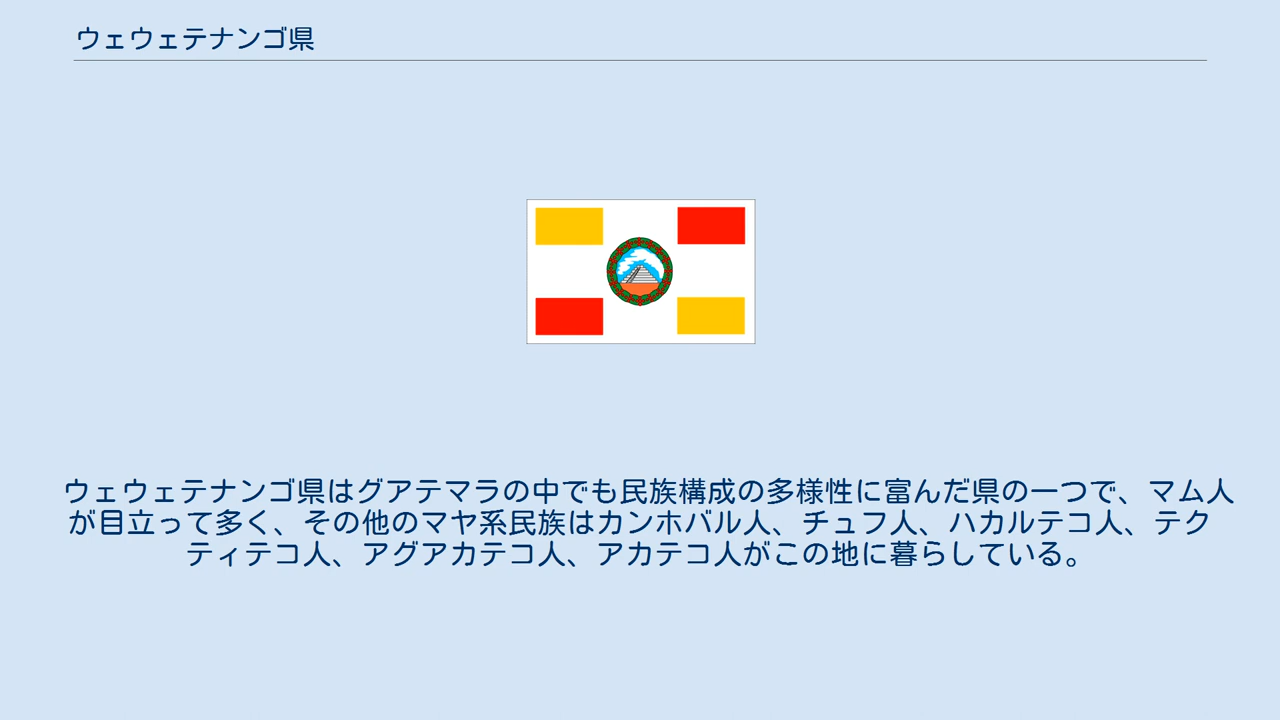 ウェウェテナンゴ県
ウェウェテナンゴ県はグアテマラの中でも民族構成の多様性に富んだ県の一つで、マム人
が目立って多く、その他のマヤ系民族はカンホバル人、チュフ人、ハカルテコ人、テク
ティテコ人、アグアカテコ人、アカテコ人がこの地に暮らしている。